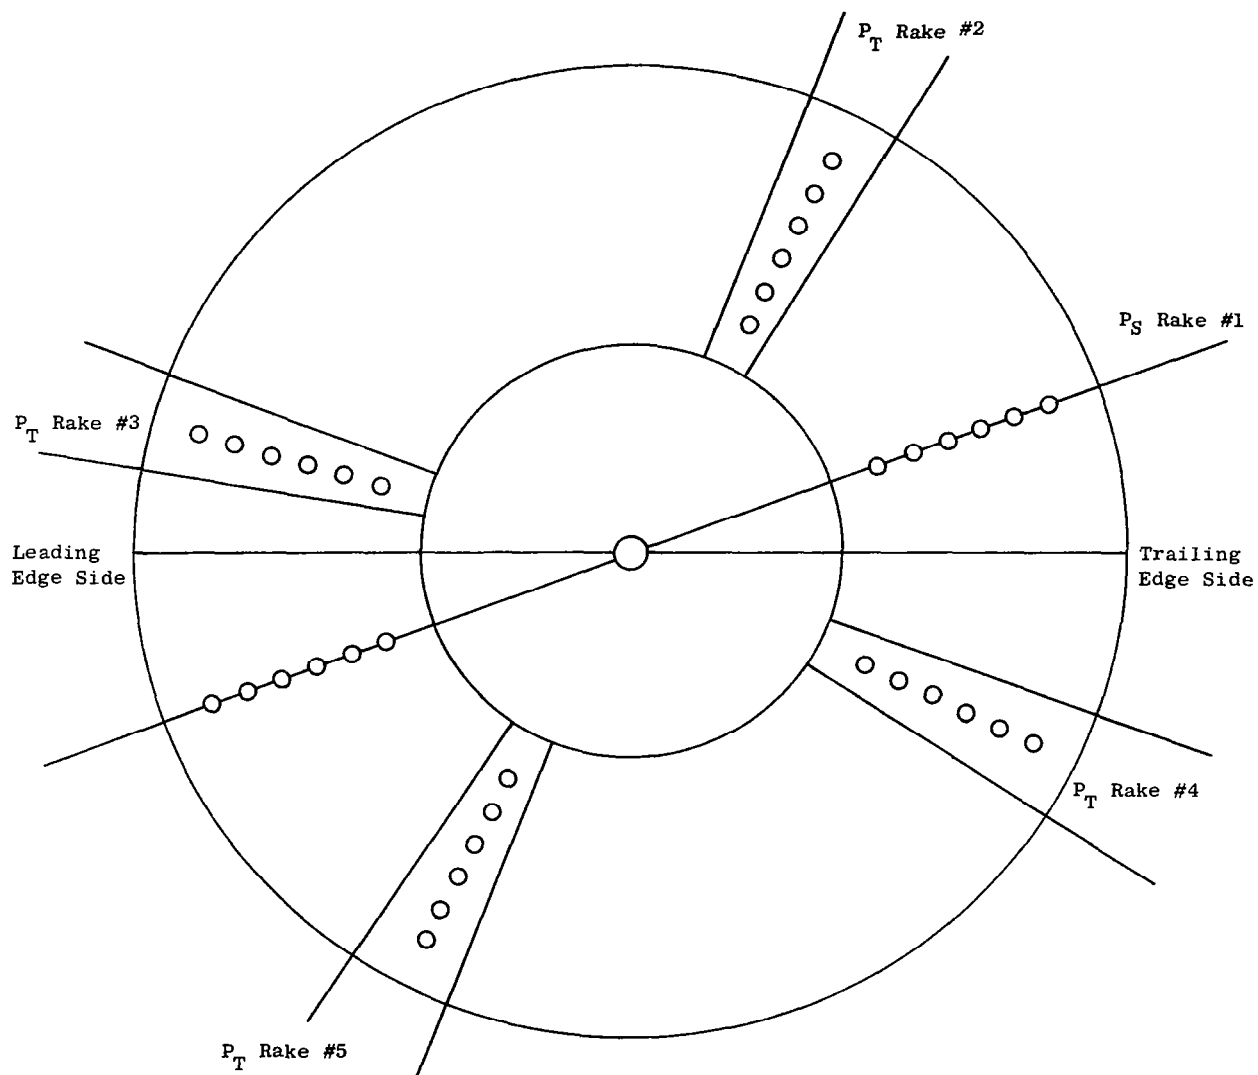 P_T Rake #2
P_S Rake #1
P_T Rake #3
Leading
Edge Side
Trailing
Edge Side
P_T Rake #4
P_T Rake #5